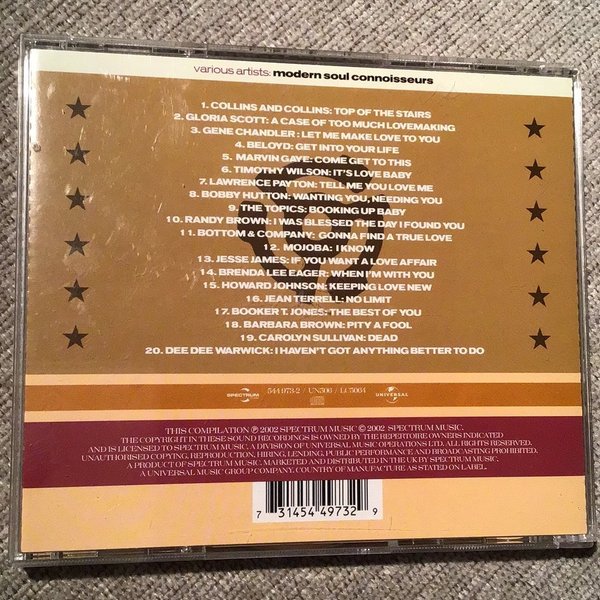 various artists: modern soul connoisseurs
1. COLLINS AND COLLINS: TOP OF THE STAIRS
2. GLORIA SCOTT: A CASE OF TOO MUCH LOVEMAKING
3. GENE CHANDLER: LET ME MAKE LOVE TO YOU
4. BELOYD: GET INTO YOUR LIFE
5. MARVIN GAYE: COME GET TO THIS
6. TIMOTHY WILSON: IT'S LOVE BABY
7. LAWRENCE PAYTON: TELL ME YOU LOVE ME
8. BOBBY HUTTON: WANTING YOU, NEEDING YOU
9. THE TOPICS: BOOKING UP BABY
10. RANDY BROWN: I WAS BLESSED THE DAY I FOUND YOU
11. BOTTOM & COMPANY: GONNA FIND A TRUE LOVE
12. MOJOBA: I KNOW
13. JESSE JAMES: IF YOU WANT A LOVE AFFAIR
14. BRENDA LEE EAGER: WHEN I'M WITH YOU
15. HOWARD JOHNSON: KEEPING LOVE NEW
16. JEAN TERRELL: NO LIMIT
17. BOOKER T. JONES: THE BEST OF YOU
18. BARBARA BROWN: PITY A FOOL
19. CAROLYN SULLIVAN: DEAD
20. DEE DEE WARWICK: I HAVEN'T GOT ANYTHING BETTER TO DO
SPECTRUM 544 973-2 / UN306 / LC5064 UNIVERSAL
THIS COMPILATION ℗ 2002 SPECTRUM MUSIC © 2002 SPECTRUM MUSIC.
THE COPYRIGHT IN THESE SOUND RECORDINGS IS OWNED BY THE REPERTOIRE OWNERS INDICATED
AND IS LICENSED TO SPECTRUM MUSIC, A DIVISION OF UNIVERSAL MUSIC OPERATIONS LTD. ALL RIGHTS RESERVED.
UNAUTHORISED COPYING, REPRODUCTION, HIRING, LENDING, PUBLIC PERFORMANCE AND BROADCASTING PROHIBITED.
A PRODUCT OF SPECTRUM MUSIC. MARKETED AND DISTRIBUTED IN THE UK BY SPECTRUM MUSIC.
A UNIVERSAL MUSIC GROUP COMPANY. COUNTRY OF MANUFACTURE AS STATED ON LABEL.
7 31454 49732 9